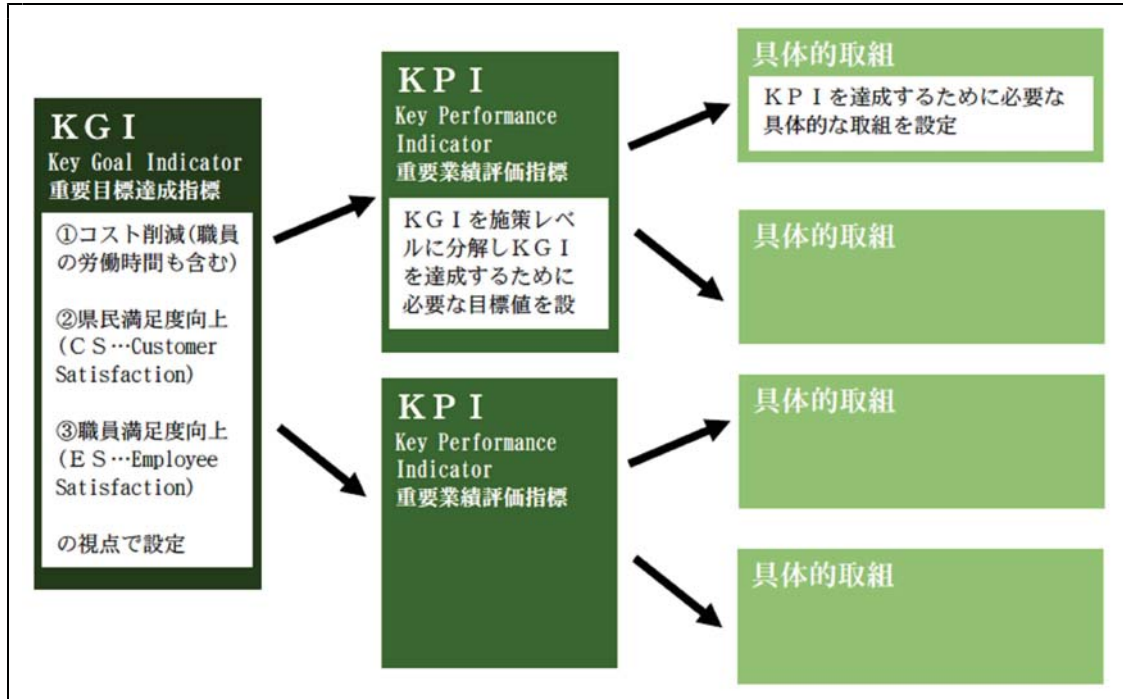 KGI
Key Goal Indicator
重要目標達成指標
①コスト削減(職員
の労働時間も含む)
②県民満足度向上
(CS…Customer
Satisfaction)
③職員満足度向上
(ES…Employee
Satisfaction)
の視点で設定
KPI
Key Performance
Indicator
重要業績評価指標
KGIを施策レベ
ルに分解しKGI
を達成するために
必要な目標値を設
KPI
Key Performance
Indicator
重要業績評価指標
具体的取組
KPIを達成するために必要な
具体的な取組を設定
具体的取組
具体的取組
具体的取組